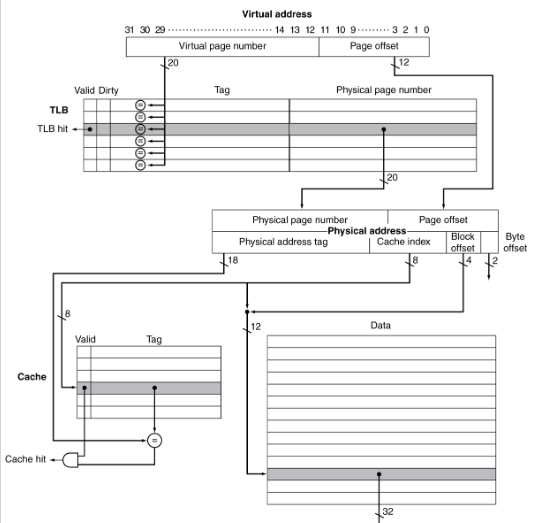 Virtual address
31 30 29 ··························· 14 13 12 11 10 9 ········· 3 2 1 0
Virtual page number Page offset
20 12
Valid Dirty Tag Physical page number
TLB
TLB hit
=
=
=
=
=
=
20
Physical page number Page offset
Physical address
Physical address tag Cache index Block offset Byte offset
18 8 4 2
8
12
Data
Valid Tag
Cache
=
Cache hit
32